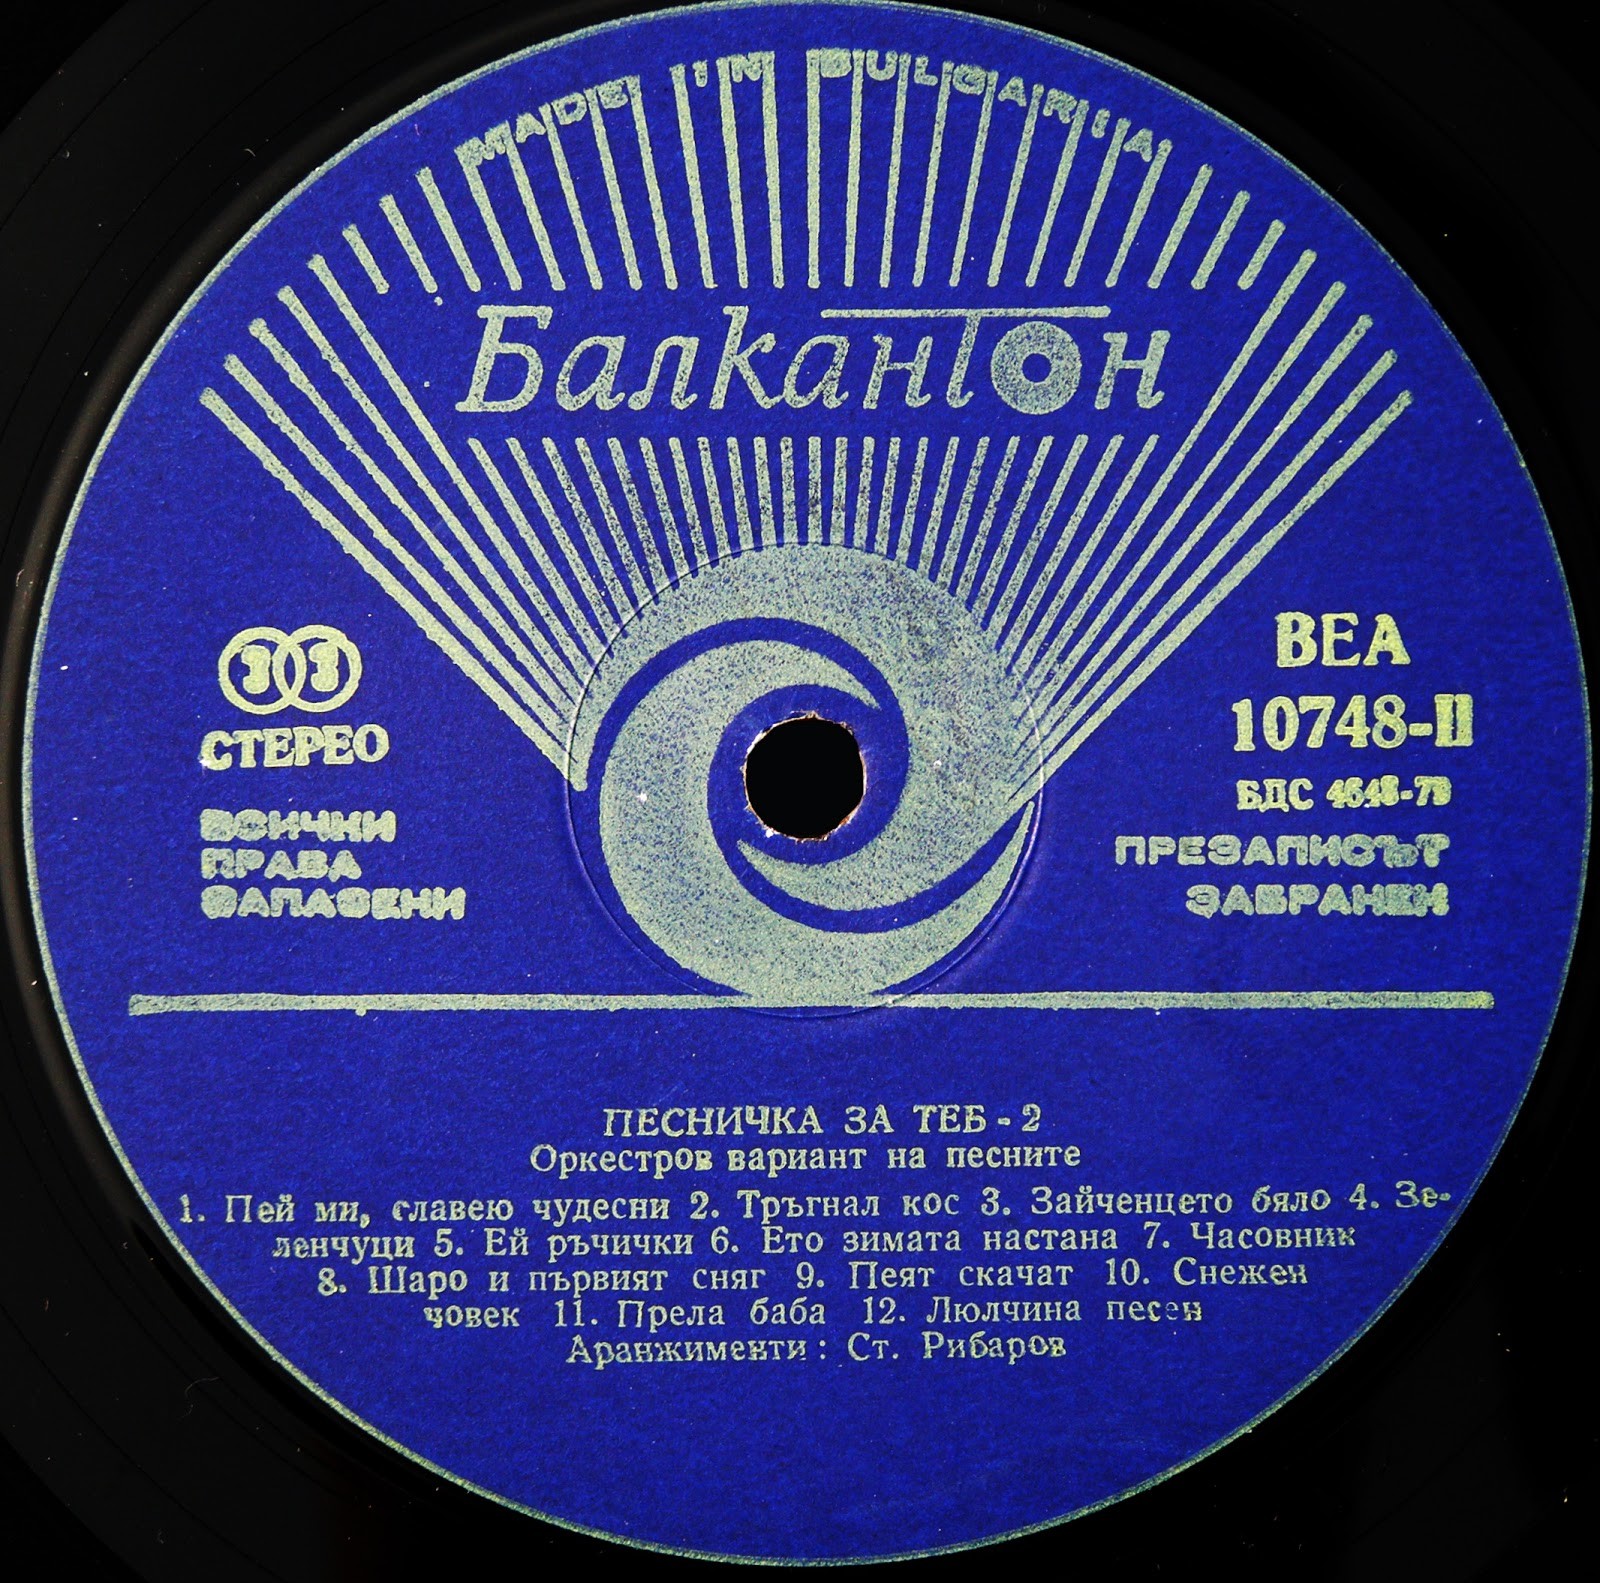 MADE IN BULGARIA
Балкантон
33
СТЕРЕО
ВСИЧКИ
ПРАВА
ЗАПАЗЕНИ
ВЕА
10748-II
БДС 4648-78
ПРЕЗАПИСЪТ
ЗАБРАНЕН
ПЕСНИЧКА ЗА ТЕБ - 2
Оркестров вариант на песните
1. Пей ми, славею чудесни 2. Тръгнал кос 3. Зайченцето бяло 4. Зе-
ленчуци 5. Ей ръчички 6. Ето зимата настана 7. Часовник
8. Шаро и първият сняг 9. Пеят скачат 10. Снежен
човек 11. Прела баба 12. Люлчина песен
Аранжименти: Ст. Рибаров